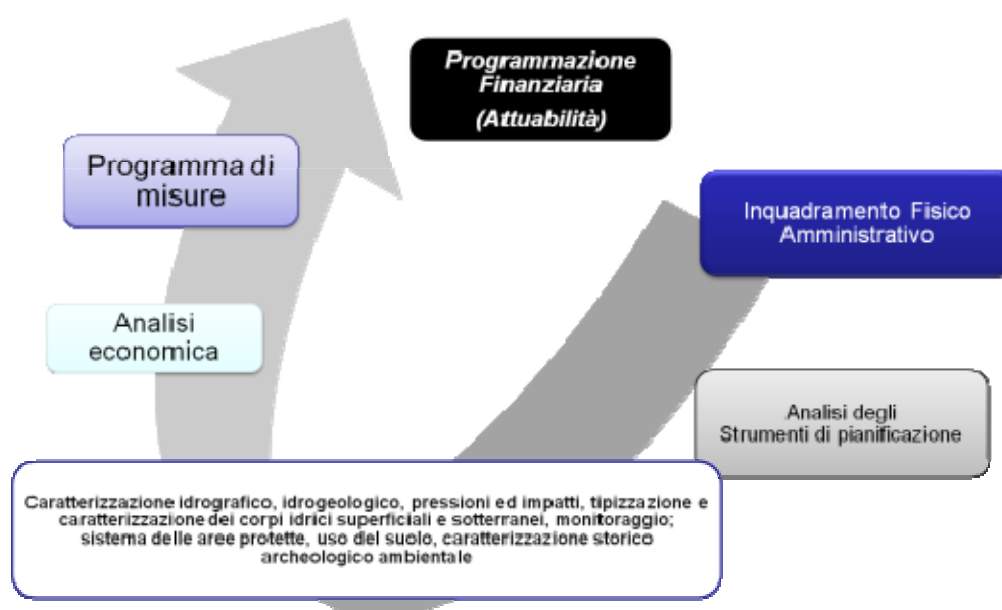 Programmazione
Finanziaria
(Attuabilità)
Programma di
misure
Inquadramento Fisico
Amministrativo
Analisi
economica
Analisi degli
Strumenti di pianificazione
Caratterizzazione idrografico, idrogeologico, pressioni ed impatti, tipizzazione e
caratterizzazione dei corpi idrici superficiali e sotterranei, monitoraggio;
sistema delle aree protette, uso del suolo, caratterizzazione storico
archeologico ambientale